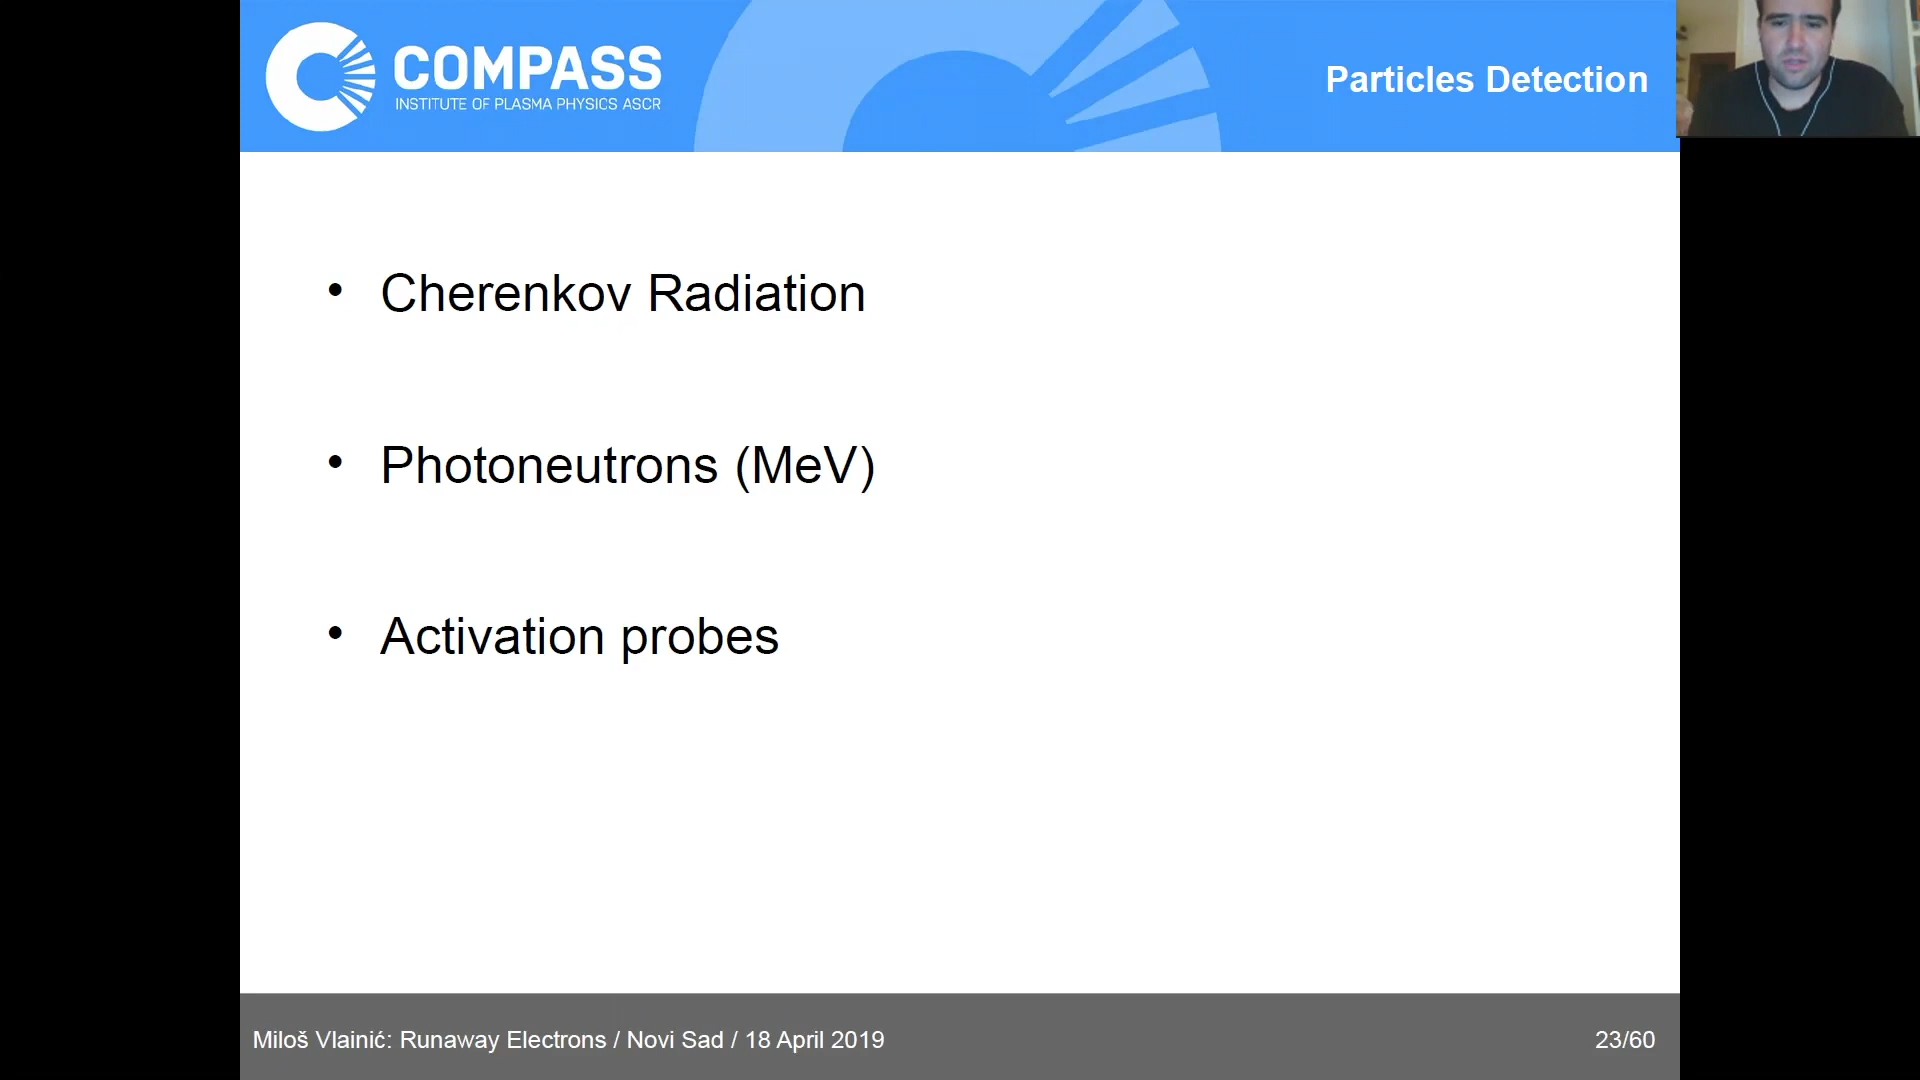 COMPASS
INSTITUTE OF PLASMA PHYSICS ASCR
Particles Detection
• Cherenkov Radiation
• Photoneutrons (MeV)
• Activation probes
Miloš Vlainić: Runaway Electrons / Novi Sad / 18 April 2019
23/60